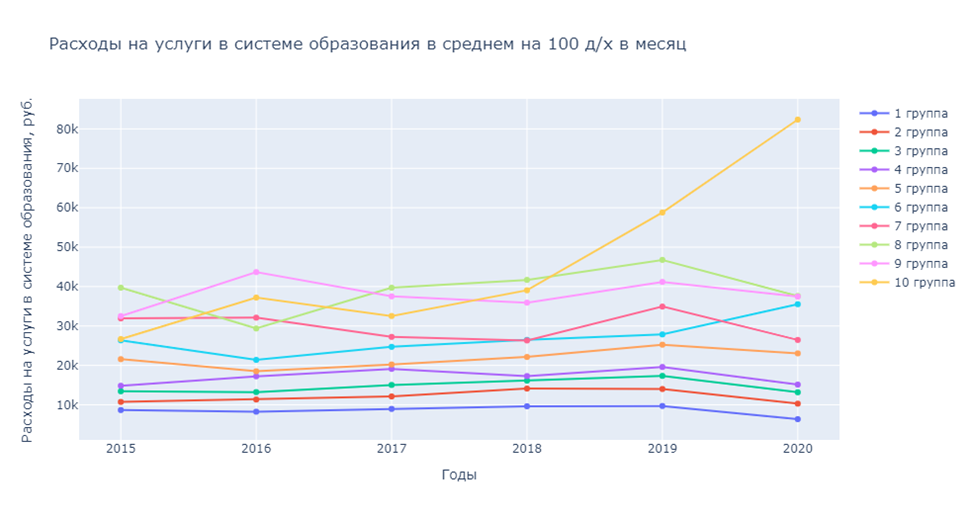 Расходы на услуги в системе образования в среднем на 100 д/х в месяц
Расходы на услуги в системе образования, руб.
80k
70k
60k
50k
40k
30k
20k
10k
2015 2016 2017 2018 2019 2020
Годы
1 группа
2 группа
3 группа
4 группа
5 группа
6 группа
7 группа
8 группа
9 группа
10 группа